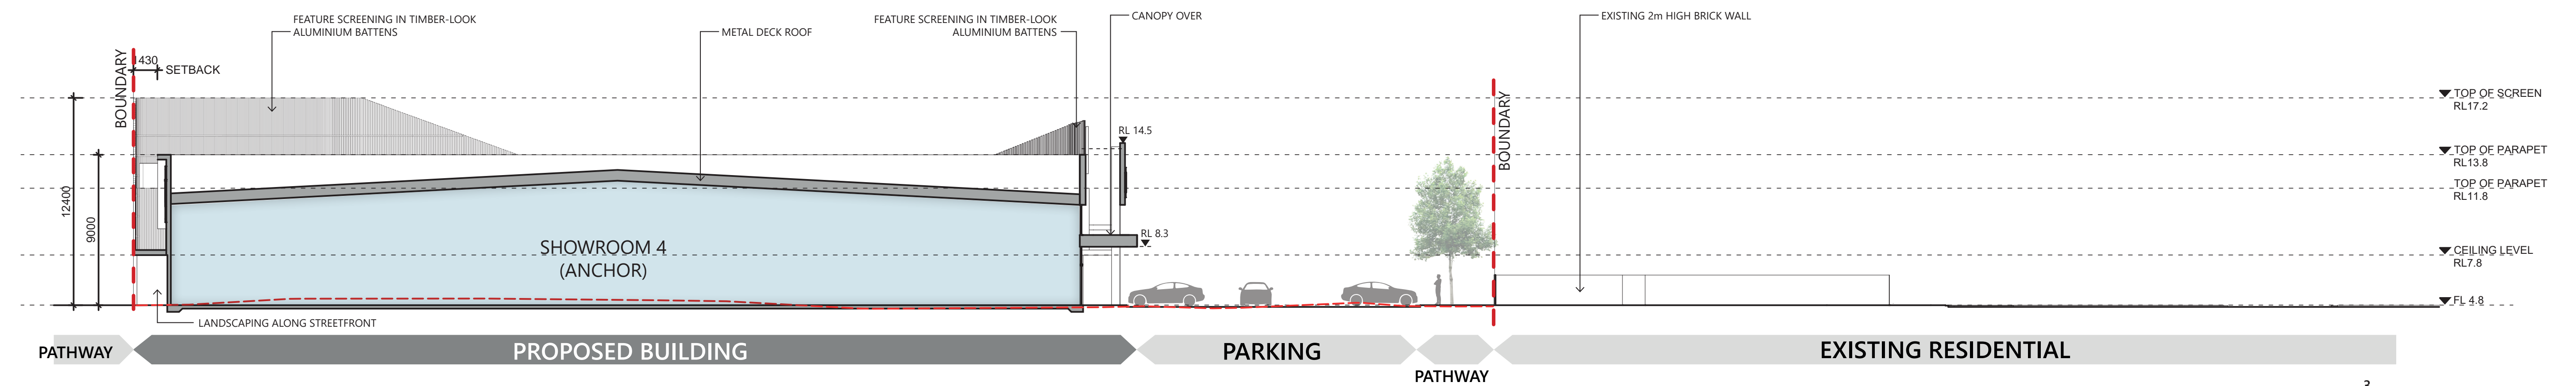 FEATURE SCREENING IN TIMBER-LOOK
ALUMINIUM BATTENS
METAL DECK ROOF
FEATURE SCREENING IN TIMBER-LOOK
ALUMINIUM BATTENS
CANOPY OVER
EXISTING 2m HIGH BRICK WALL
BOUNDARY
1430
SETBACK
12400
9000
RL 14.5
RL 8.3
BOUNDARY
TOP OF SCREEN
RL17.2
TOP OF PARAPET
RL13.8
TOP OF PARAPET
RL11.8
CEILING LEVEL
RL7.8
FL 4.8
SHOWROOM 4
(ANCHOR)
LANDSCAPING ALONG STREETFRONT
PATHWAY
PROPOSED BUILDING
PARKING
PATHWAY
EXISTING RESIDENTIAL